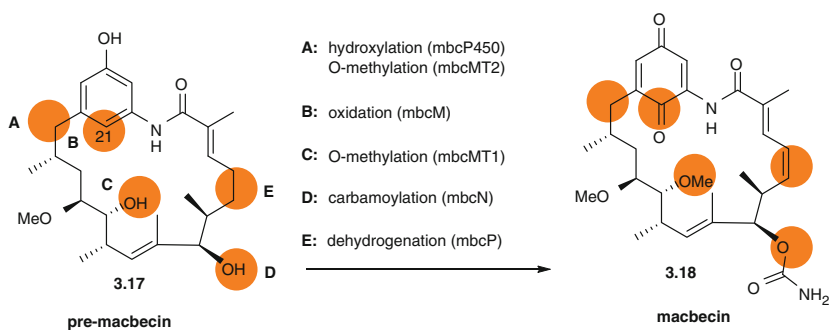 OH
A
B
21
N
H
O
C
OH
MeO
E
OH
D
3.17
pre-macbecin
A: hydroxylation (mbcP450)
O-methylation (mbcMT2)
B: oxidation (mbcM)
C: O-methylation (mbcMT1)
D: carbamoylation (mbcN)
E: dehydrogenation (mbcP)
O
O
N
H
O
OMe
MeO
O
O
NH2
3.18
macbecin